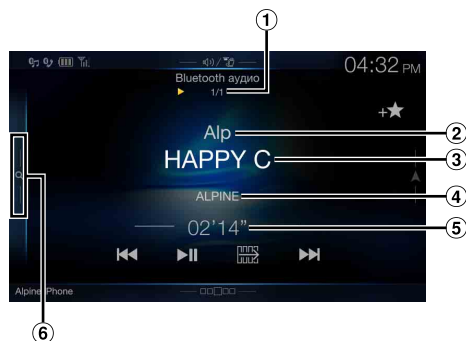 1
04:32 PM
Bluetooth аудио
1/1
Alp
2
HAPPY C
3
ALPINE
4
02'14"
5
Alpine Phone
6